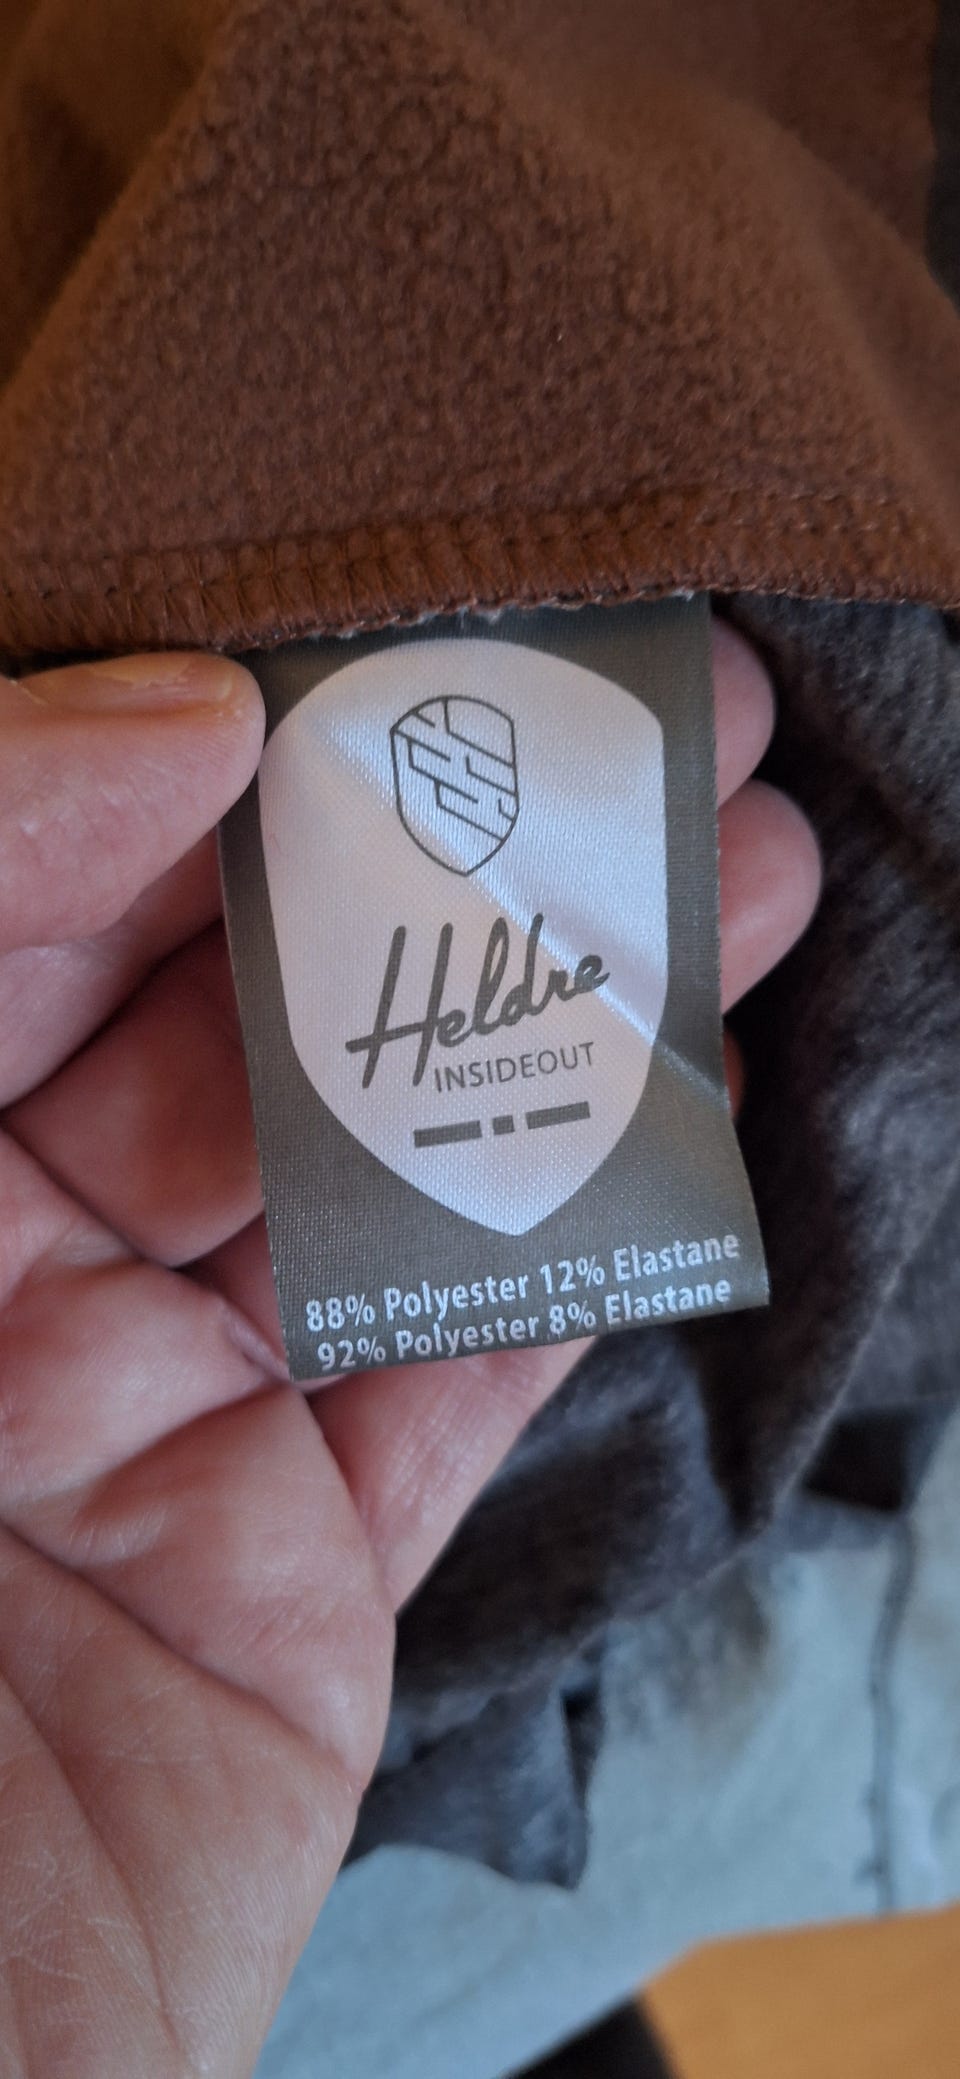 Heldre
INSIDEOUT
88% Polyester 12% Elastane
92% Polyester 8% Elastane